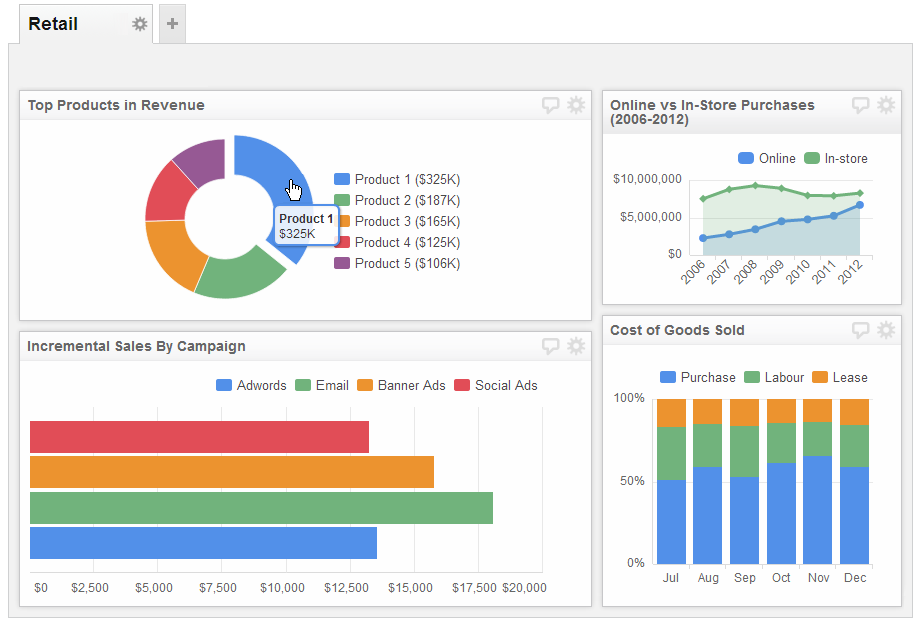 Retail
+
Top Products in Revenue
Product 1 ($325K)
Product 2 ($187K)
Product 3 ($165K)
Product 4 ($125K)
Product 5 ($106K)
Product 1
$325K
Online vs In-Store Purchases
(2006-2012)
Online In-store
$10,000,000
$5,000,000
$0
2006 2007 2008 2009 2010 2011 2012
Incremental Sales By Campaign
Adwords Email Banner Ads Social Ads
$0 $2,500 $5,000 $7,500 $10,000 $12,500 $15,000 $17,500 $20,000
Cost of Goods Sold
Purchase Labour Lease
100%
50%
0%
Jul Aug Sep Oct Nov Dec